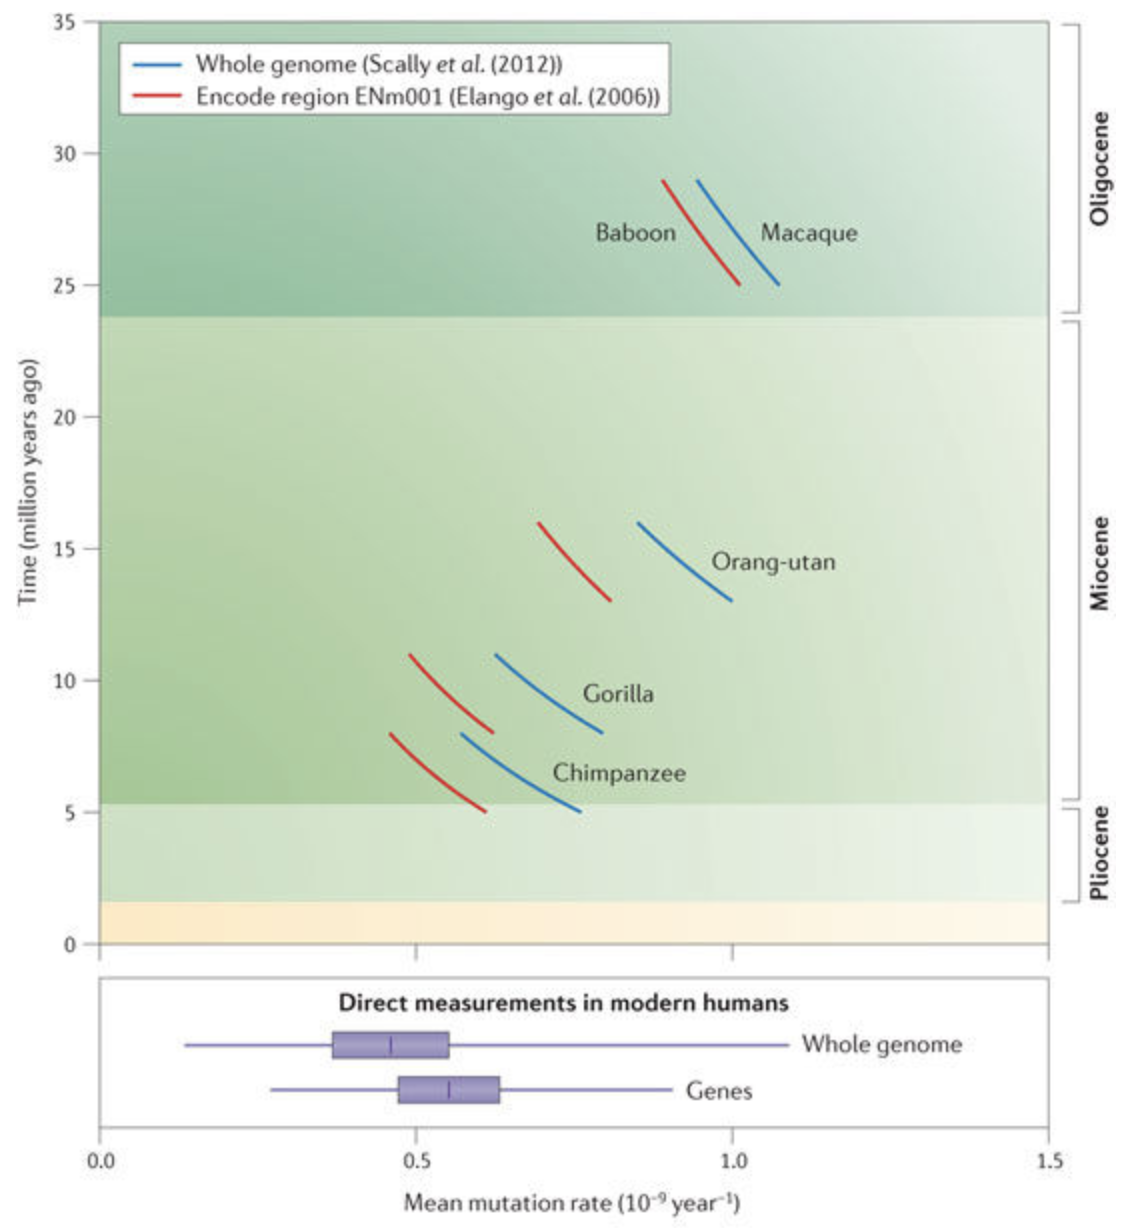 35
Whole genome (Scally et al. (2012))
Encode region ENm001 (Elango et al. (2006))
30
Oligocene
Baboon
Macaque
25
Time (million years ago)
20
15
Orang-utan
Miocene
10
Gorilla
Chimpanzee
5
Pliocene
0
Direct measurements in modern humans
Whole genome
Genes
0.0 0.5 1.0 1.5
Mean mutation rate (10⁻⁹ year⁻¹)